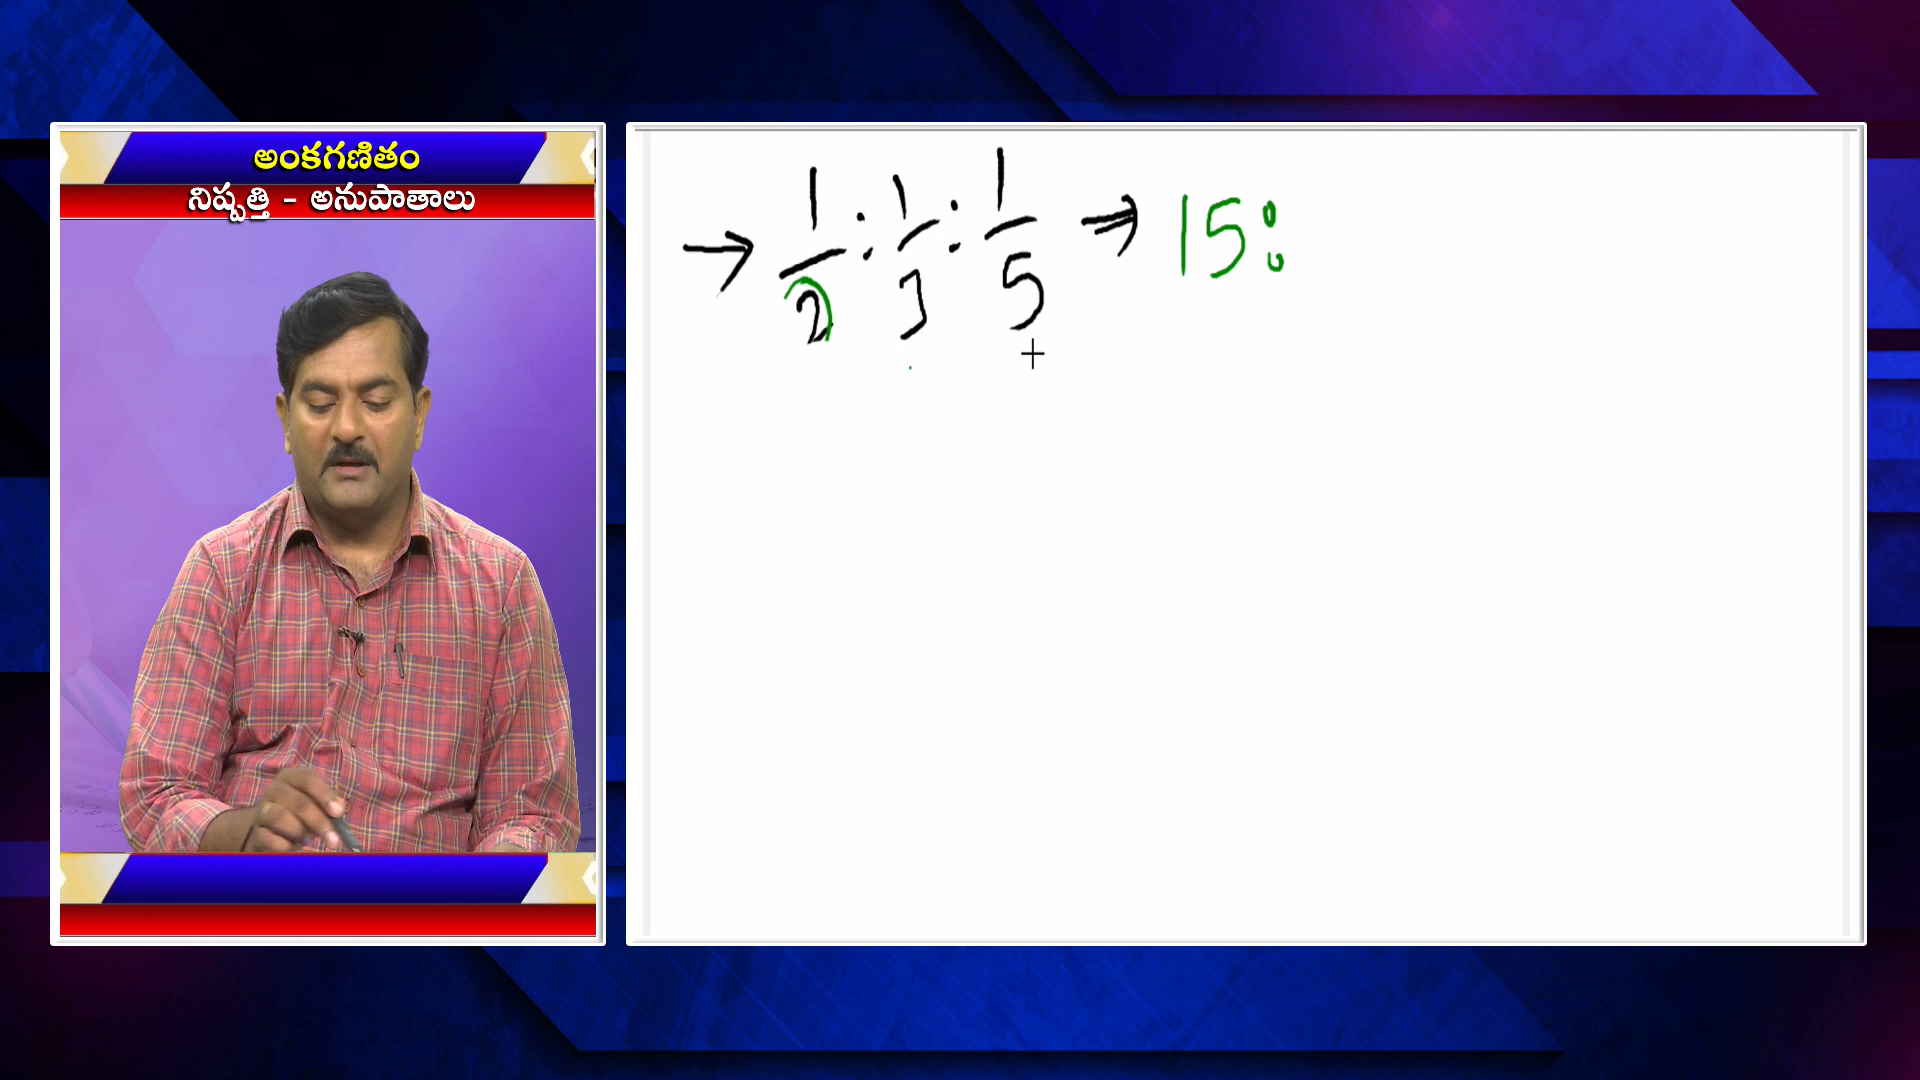 అంకగణితం
నిష్పత్తి - అనుపాతాలు
→ 1/2 : 1/3 : 1/5 ⇒ 15: